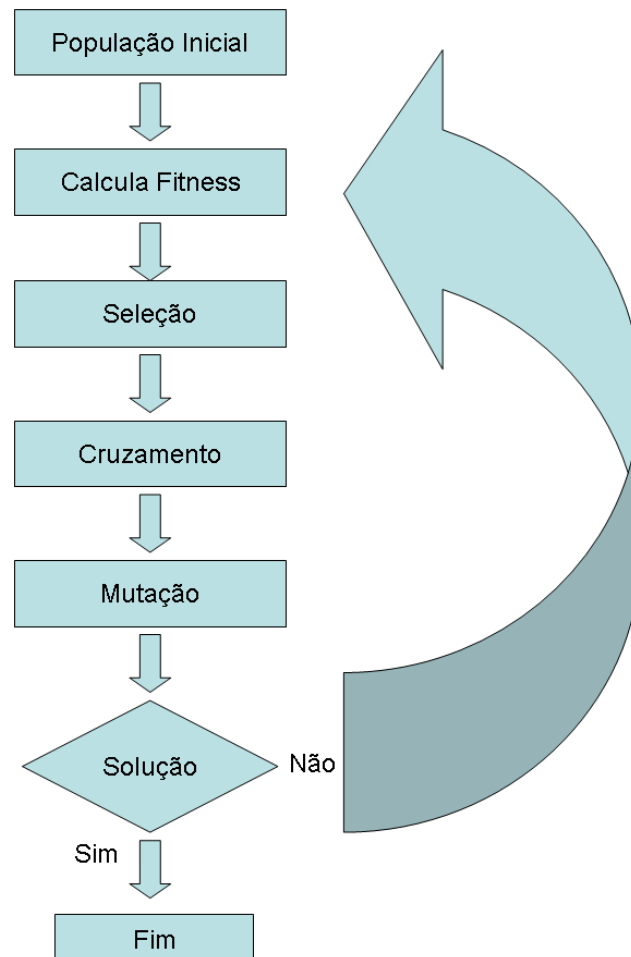 População Inicial
Calcula Fitness
Seleção
Cruzamento
Mutação
Solução
Não
Sim
Fim